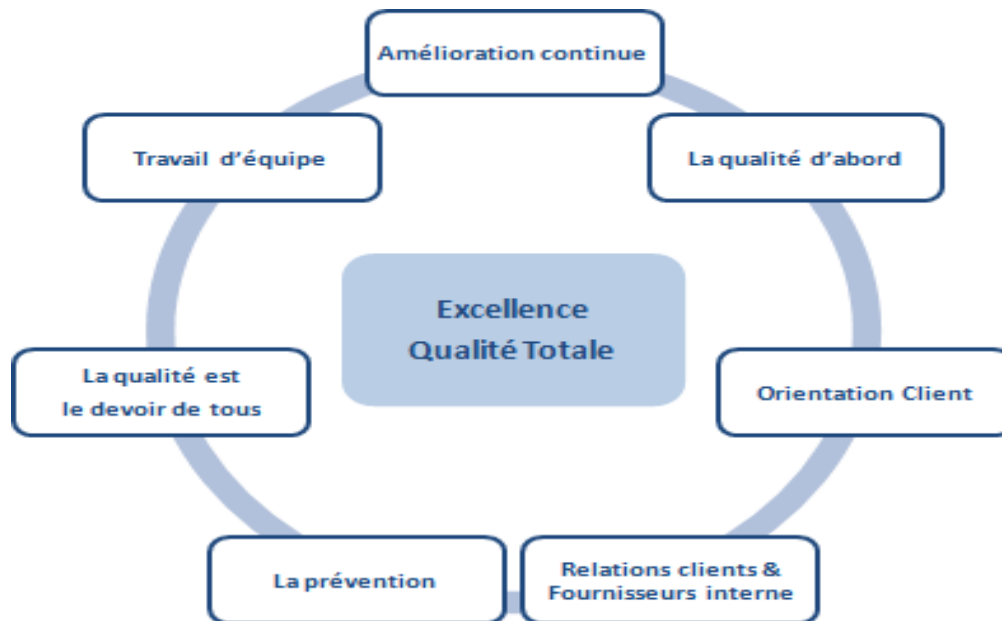 Amélioration continue
La qualité d'abord
Orientation Client
Relations clients &
Fournisseurs interne
La prévention
La qualité est
le devoir de tous
Travail d'équipe
Excellence
Qualité Totale